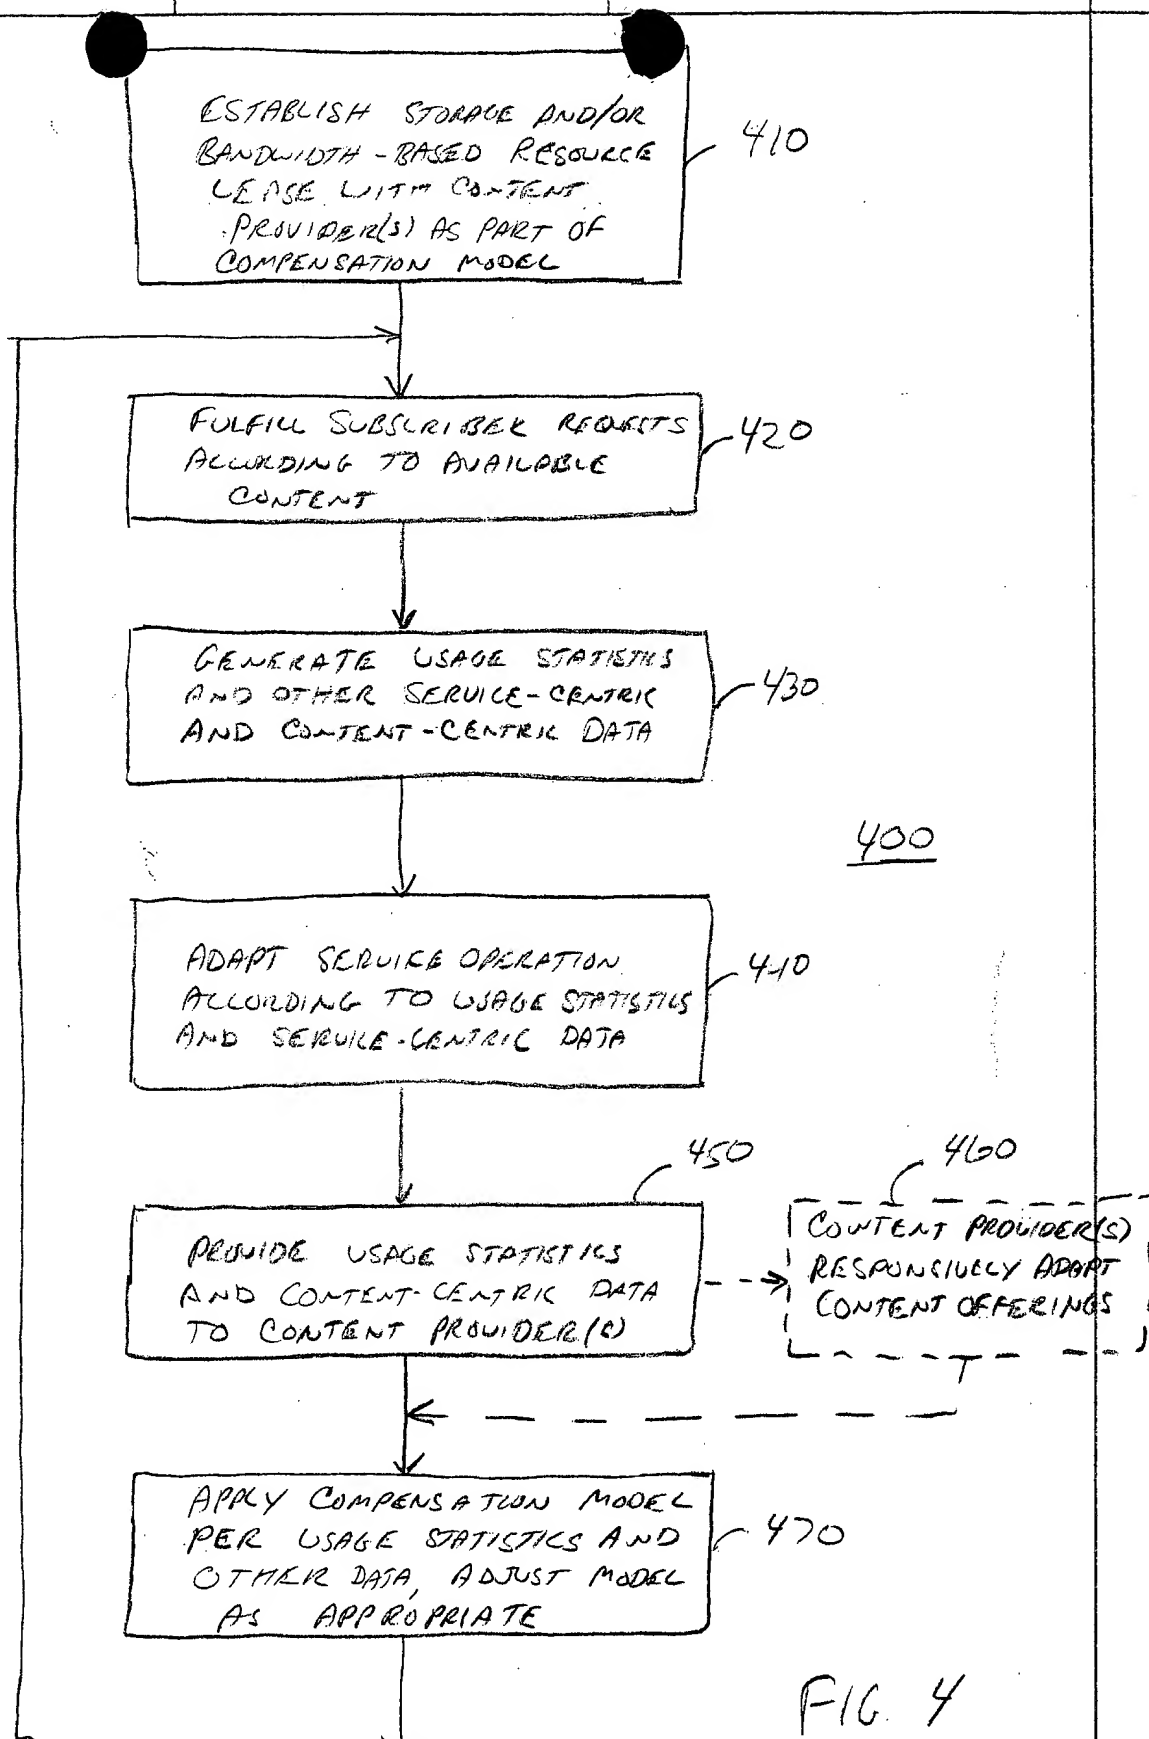 ESTABLISH STORAGE AND/OR
BANDWIDTH-BASED RESOURCE
LEASE WITH CONTENT
PROVIDER(S) AS PART OF
COMPENSATION MODEL
410
FULFILL SUBSCRIBER REQUESTS
ACCORDING TO AVAILABLE
CONTENT
420
GENERATE USAGE STATISTICS
AND OTHER SERVICE-CENTRIC
AND CONTENT-CENTRIC DATA
430
400
ADAPT SERVICE OPERATION
ACCORDING TO USAGE STATISTICS
AND SERVICE-CENTRIC DATA
440
450
PROVIDE USAGE STATISTICS
AND CONTENT-CENTRIC DATA
TO CONTENT PROVIDER(S)
460
CONTENT PROVIDER(S)
RESPONSIVELY ADAPT
CONTENT OFFERINGS
APPLY COMPENSATION MODEL
PER USAGE STATISTICS AND
OTHER DATA, ADJUST MODEL
AS APPROPRIATE
470
FIG. 4